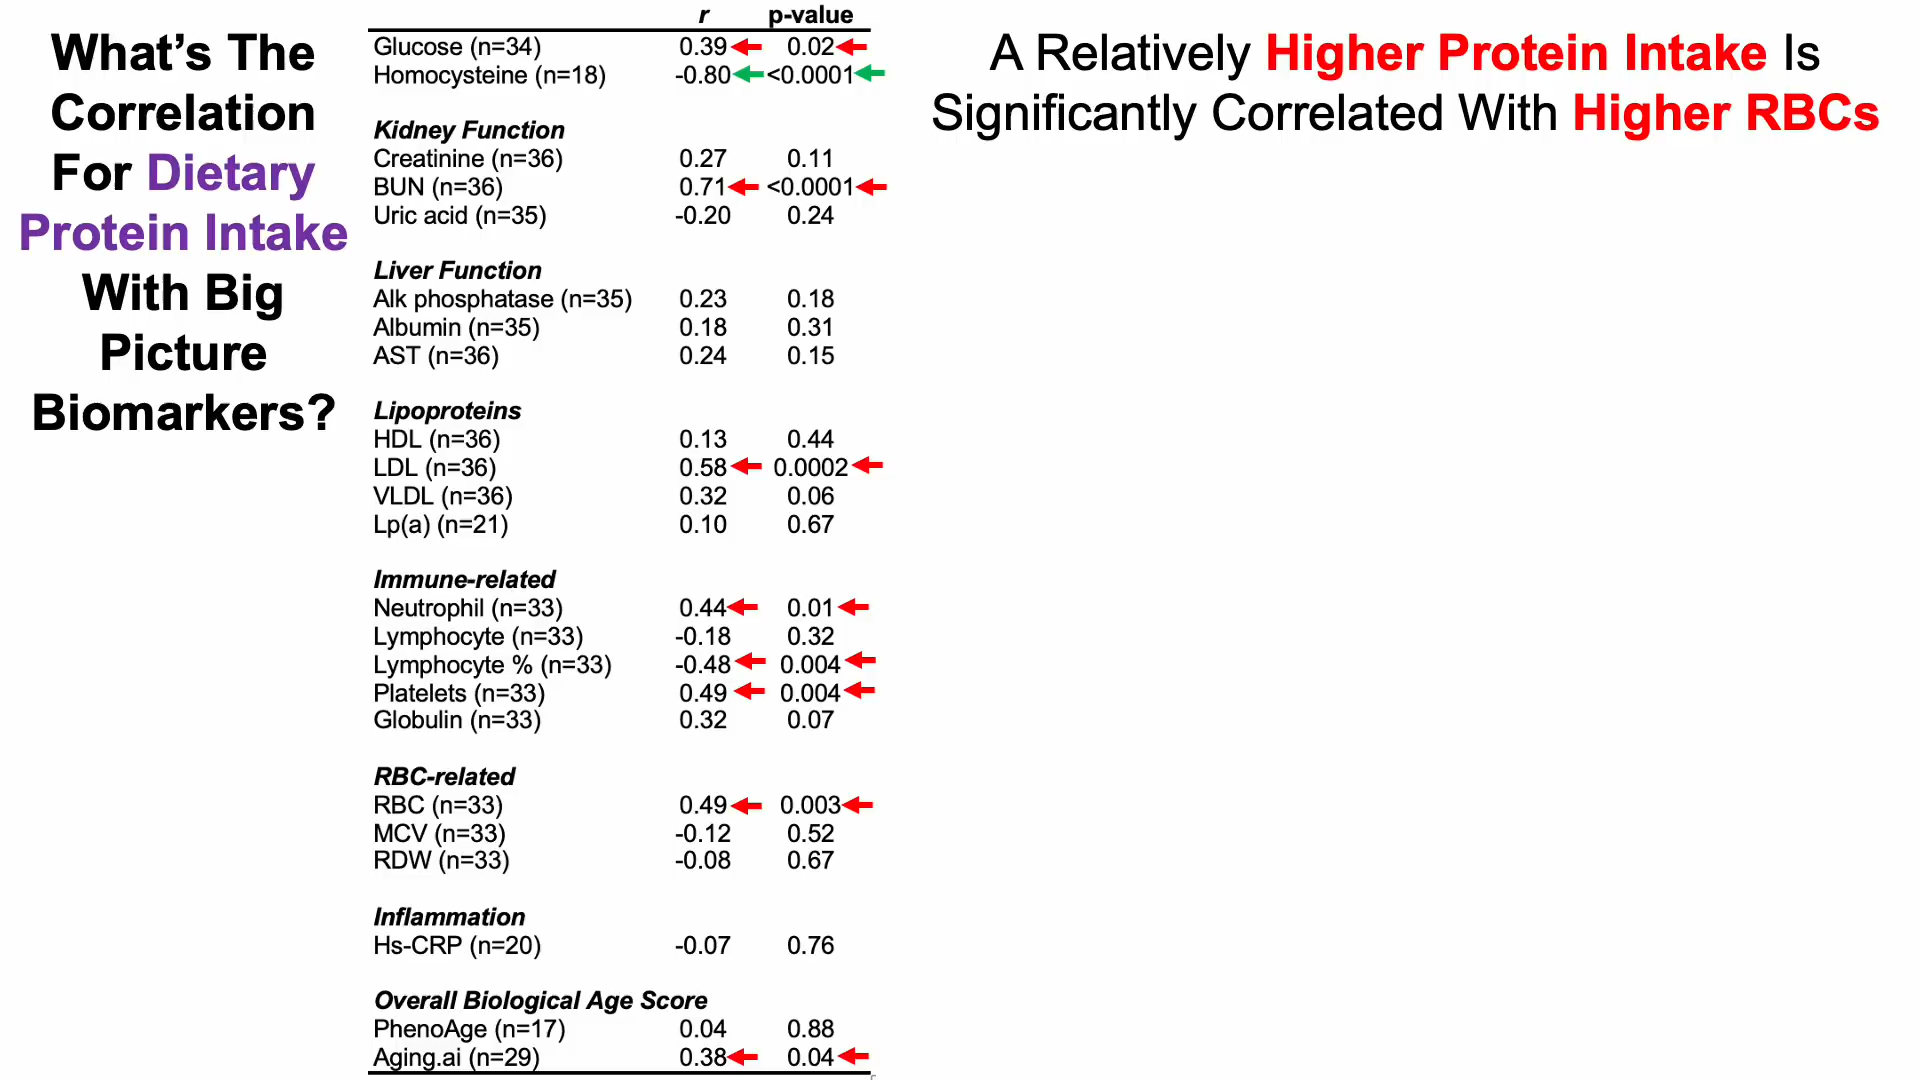 What’s The
Correlation
For Dietary
Protein Intake
With Big
Picture
Biomarkers?
r p-value
Glucose (n=34) 0.39 0.02
Homocysteine (n=18) -0.80 <0.0001
Kidney Function
Creatinine (n=36) 0.27 0.11
BUN (n=36) 0.71 <0.0001
Uric acid (n=35) -0.20 0.24
Liver Function
Alk phosphatase (n=35) 0.23 0.18
Albumin (n=35) 0.18 0.31
AST (n=36) 0.24 0.15
Lipoproteins
HDL (n=36) 0.13 0.44
LDL (n=36) 0.58 0.0002
VLDL (n=36) 0.32 0.06
Lp(a) (n=21) 0.10 0.67
Immune-related
Neutrophil (n=33) 0.44 0.01
Lymphocyte (n=33) -0.18 0.32
Lymphocyte % (n=33) -0.48 0.004
Platelets (n=33) 0.49 0.004
Globulin (n=33) 0.32 0.07
RBC-related
RBC (n=33) 0.49 0.003
MCV (n=33) -0.12 0.52
RDW (n=33) -0.08 0.67
Inflammation
Hs-CRP (n=20) -0.07 0.76
Overall Biological Age Score
PhenoAge (n=17) 0.04 0.88
Aging.ai (n=29) 0.38 0.04
A Relatively Higher Protein Intake Is
Significantly Correlated With Higher RBCs